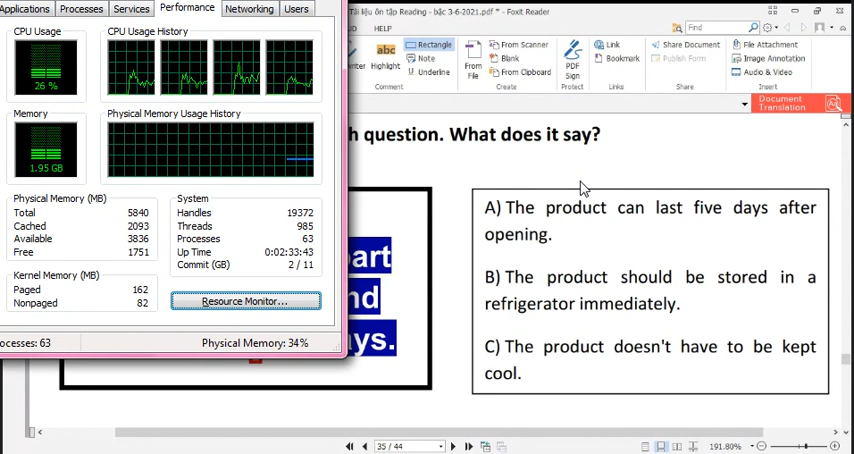 Applications Processes Services Performance Networking Users
CPU Usage CPU Usage History
26 %
Memory Physical Memory Usage History
1.95 GB
Physical Memory (MB)
Total 5840
Cached 2093
Available 3836
Free 1751
Kernel Memory (MB)
Paged 162
Nonpaged 82
System
Handles 19372
Threads 985
Processes 63
Up Time 0:02:33:43
Commit (GB) 2 / 11
Resource Monitor...
ocesses: 63 Physical Memory: 34%
Tài liệu ôn tập Reading - bậc 3-6-2021.pdf * - Foxit Reader
HELP
Find
Highlight
Rectangle
Note
Underline
Comment
From File
From Scanner
Blank
From Clipboard
Create
PDF Sign
Protect
Link
Bookmark
Links
Share Document
Publish Form
Share
File Attachment
Image Annotation
Audio & Video
Insert
Document Translation
h question. What does it say?
part
nd
ays.
A) The product can last five days after
opening.
B) The product should be stored in a
refrigerator immediately.
C) The product doesn't have to be kept
cool.
35 / 44
191.80%